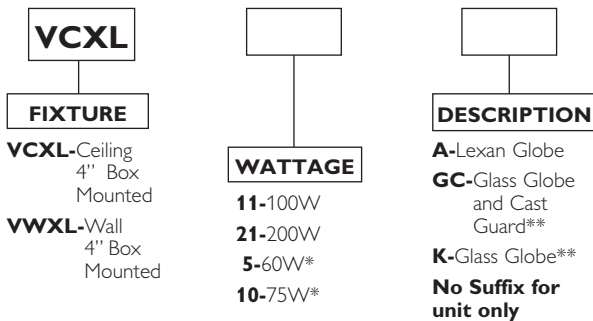 VCXL
FIXTURE
VCXL-Ceiling
4" Box
Mounted
VWXL-Wall
4" Box
Mounted
WATTAGE
11-100W
21-200W
5-60W*
10-75W*
DESCRIPTION
A-Lexan Globe
GC-Glass Globe
and Cast
Guard**
K-Glass Globe**
No Suffix for
unit only